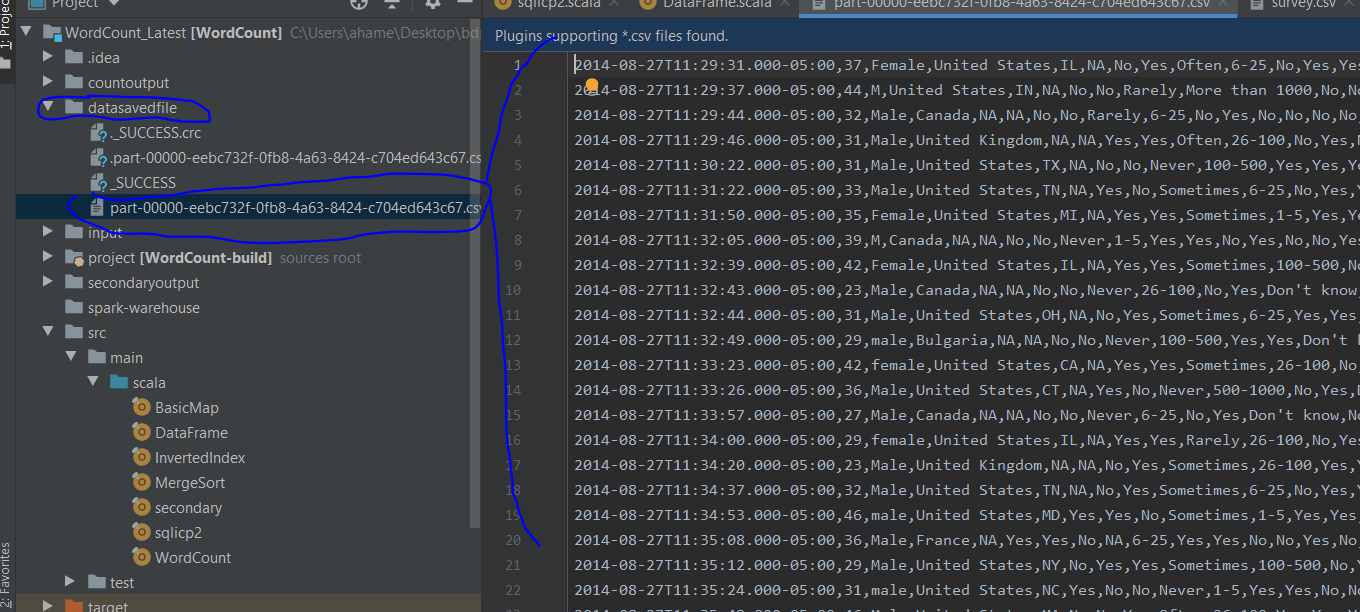 Project
sqlicp2.scala
DataFrame.scala
part-00000-eebc732f-0fb8-4a63-8424-c704ed643c67.csv
survey.csv
1: Project
WordCount_Latest [WordCount] C:\Users\ahame\Desktop\bd
.idea
countoutput
datasavedfile
._SUCCESS.crc
.part-00000-eebc732f-0fb8-4a63-8424-c704ed643c67.cs
_SUCCESS
part-00000-eebc732f-0fb8-4a63-8424-c704ed643c67.cs
input
project [WordCount-build] sources root
secondaryoutput
spark-warehouse
src
main
scala
BasicMap
DataFrame
InvertedIndex
MergeSort
secondary
sqlicp2
WordCount
test
target
2: Favorites
Plugins supporting *.csv files found.
1 2014-08-27T11:29:31.000-05:00,37,Female,United States,IL,NA,No,Yes,Often,6-25,No,Yes,Yes
2 2014-08-27T11:29:37.000-05:00,44,M,United States,IN,NA,No,No,Rarely,More than 1000,No,No
3 2014-08-27T11:29:44.000-05:00,32,Male,Canada,NA,NA,No,No,Rarely,6-25,No,Yes,No,No,No,No
4 2014-08-27T11:29:46.000-05:00,31,Male,United Kingdom,NA,NA,Yes,Yes,Often,26-100,No,Yes,
5 2014-08-27T11:30:22.000-05:00,31,Male,United States,TX,NA,No,No,Never,100-500,Yes,Yes,
6 2014-08-27T11:31:22.000-05:00,33,Male,United States,TN,NA,Yes,No,Sometimes,6-25,No,Yes,
7 2014-08-27T11:31:50.000-05:00,35,Female,United States,MI,NA,Yes,Yes,Sometimes,1-5,Yes,Yes
8 2014-08-27T11:32:05.000-05:00,39,M,Canada,NA,NA,No,No,Never,1-5,Yes,Yes,No,Yes,No,No,Yes
9 2014-08-27T11:32:39.000-05:00,42,Female,United States,IL,NA,Yes,Yes,Sometimes,100-500,No
10 2014-08-27T11:32:43.000-05:00,23,Male,Canada,NA,NA,No,No,Never,26-100,No,Yes,Don't know,
11 2014-08-27T11:32:44.000-05:00,31,Male,United States,OH,NA,No,Yes,Sometimes,6-25,Yes,Yes
12 2014-08-27T11:32:49.000-05:00,29,male,Bulgaria,NA,NA,No,No,Never,100-500,Yes,Yes,Don't
13 2014-08-27T11:33:23.000-05:00,42,female,United States,CA,NA,Yes,Yes,Sometimes,26-100,No
14 2014-08-27T11:33:26.000-05:00,36,Male,United States,CT,NA,Yes,No,Never,500-1000,No,Yes,
15 2014-08-27T11:33:57.000-05:00,27,Male,Canada,NA,NA,No,No,Never,6-25,No,Yes,Don't know,No
16 2014-08-27T11:34:00.000-05:00,29,female,United States,IL,NA,Yes,Yes,Rarely,26-100,No,Yes
17 2014-08-27T11:34:20.000-05:00,23,Male,United Kingdom,NA,NA,No,Yes,Sometimes,26-100,Yes,
18 2014-08-27T11:34:37.000-05:00,32,Male,United States,TN,NA,No,Yes,Sometimes,6-25,No,Yes,
19 2014-08-27T11:34:53.000-05:00,46,male,United States,MD,Yes,Yes,No,Sometimes,1-5,Yes,Yes
20 2014-08-27T11:35:08.000-05:00,36,Male,France,NA,Yes,Yes,No,NA,6-25,Yes,Yes,No,No,Yes,No
21 2014-08-27T11:35:12.000-05:00,29,Male,United States,NY,No,Yes,Yes,Sometimes,100-500,No
22 2014-08-27T11:35:24.000-05:00,31,male,United States,NC,Yes,No,No,Never,1-5,Yes,Yes,No